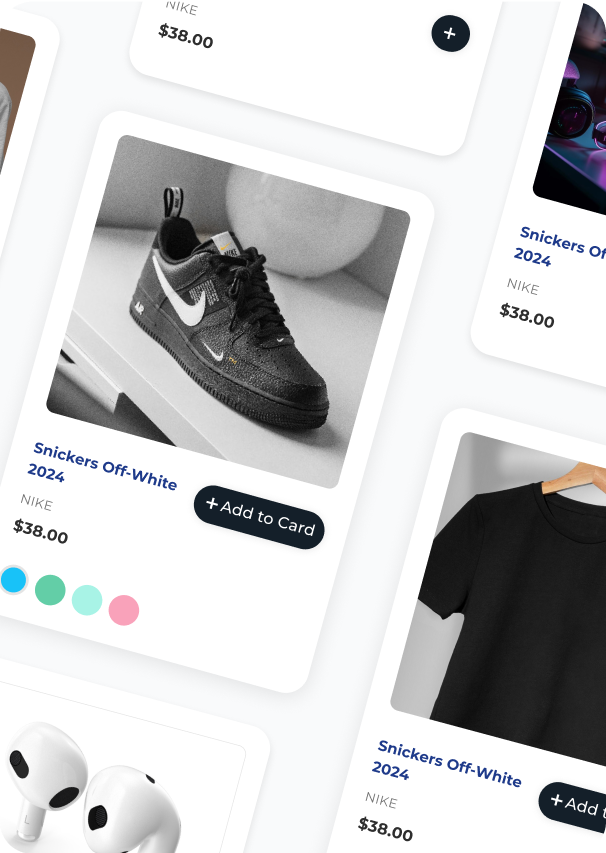 NIKE
$38.00
+
Snickers Off-White
2024
NIKE
$38.00
+ Add to Card
Snickers Of
2024
NIKE
$38.00
Snickers Off-White
2024
NIKE
$38.00
+ Add t
L